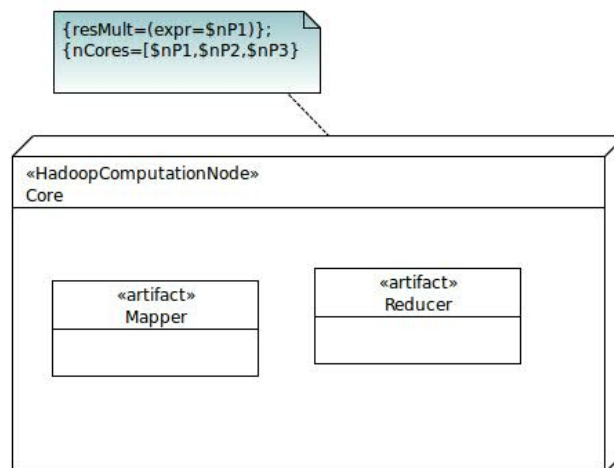 {resMult=(expr=$nP1)};
{nCores=[$nP1,$nP2,$nP3}
«HadoopComputationNode»
Core
«artifact»
Mapper
«artifact»
Reducer